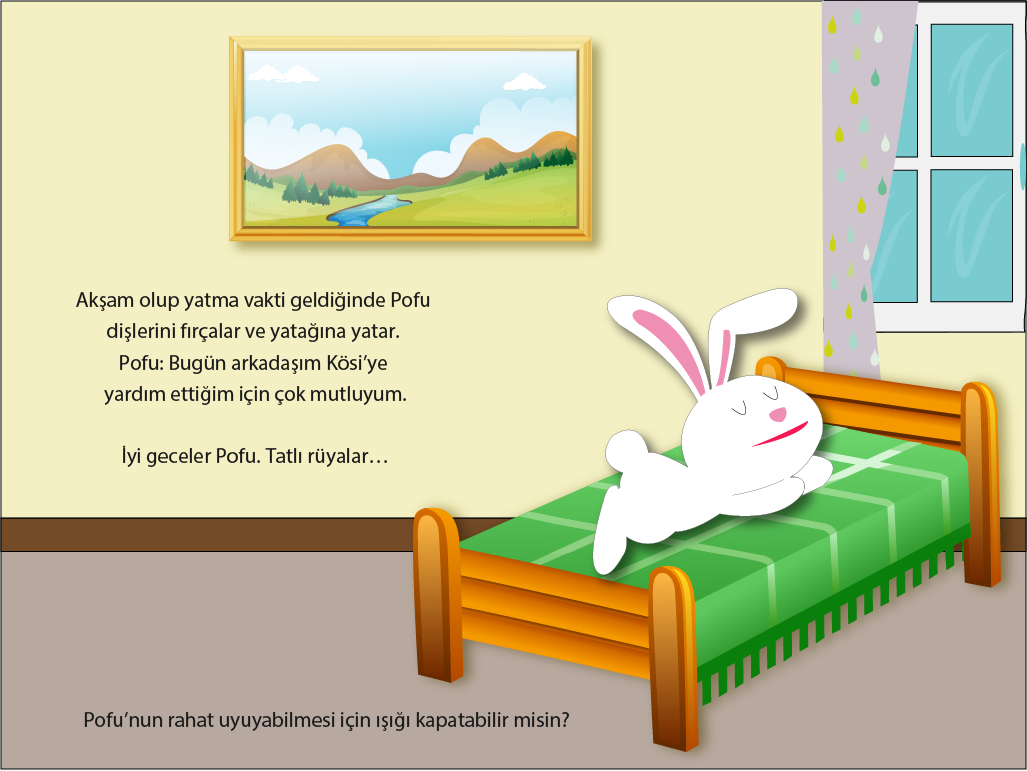 Akşam olup yatma vakti geldiğinde Pofu
dişlerini fırçalar ve yatağına yatar.
Pofu: Bugün arkadaşım Kösi’ye
yardım ettiğim için çok mutluyum.
İyi geceler Pofu. Tatlı rüyalar…
Pofu’nun rahat uyuyabilmesi için ışığı kapatabilir misin?